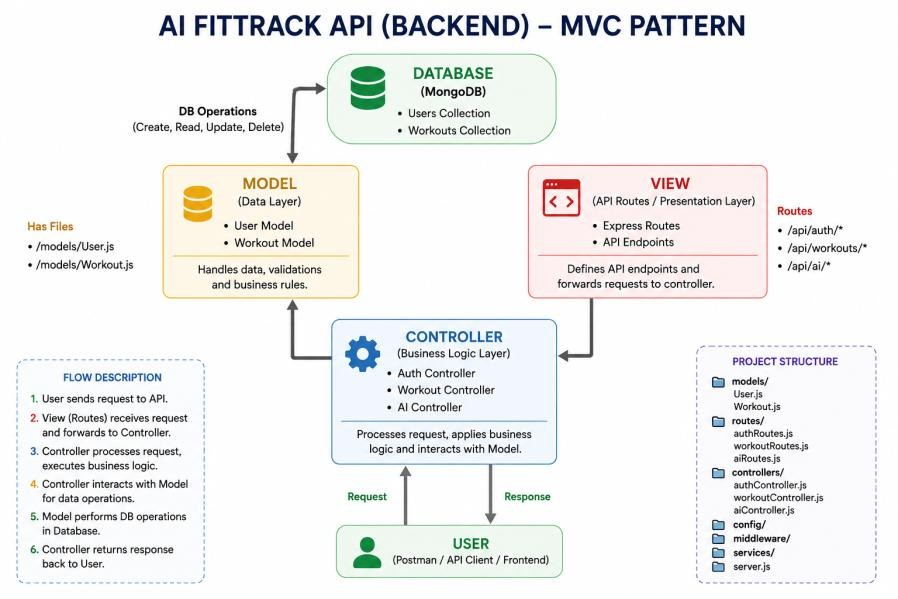 AI FITTRACK API (BACKEND) – MVC PATTERN
DATABASE
(MongoDB)
• Users Collection
• Workouts Collection
DB Operations
(Create, Read, Update, Delete)
MODEL
(Data Layer)
• User Model
• Workout Model
Handles data, validations
and business rules.
Has Files
• /models/User.js
• /models/Workout.js
VIEW
(API Routes / Presentation Layer)
• Express Routes
• API Endpoints
Defines API endpoints and
forwards requests to controller.
Routes
• /api/auth/*
• /api/workouts/*
• /api/ai/*
CONTROLLER
(Business Logic Layer)
• Auth Controller
• Workout Controller
• AI Controller
Processes request, applies business
logic and interacts with Model.
Request
Response
USER
(Postman / API Client / Frontend)
FLOW DESCRIPTION
1. User sends request to API.
2. View (Routes) receives request
and forwards to Controller.
3. Controller processes request,
executes business logic.
4. Controller interacts with Model
for data operations.
5. Model performs DB operations
in Database.
6. Controller returns response
back to User.
PROJECT STRUCTURE
models/
User.js
Workout.js
routes/
authRoutes.js
workoutRoutes.js
aiRoutes.js
controllers/
authController.js
workoutController.js
aiController.js
config/
middleware/
services/
server.js